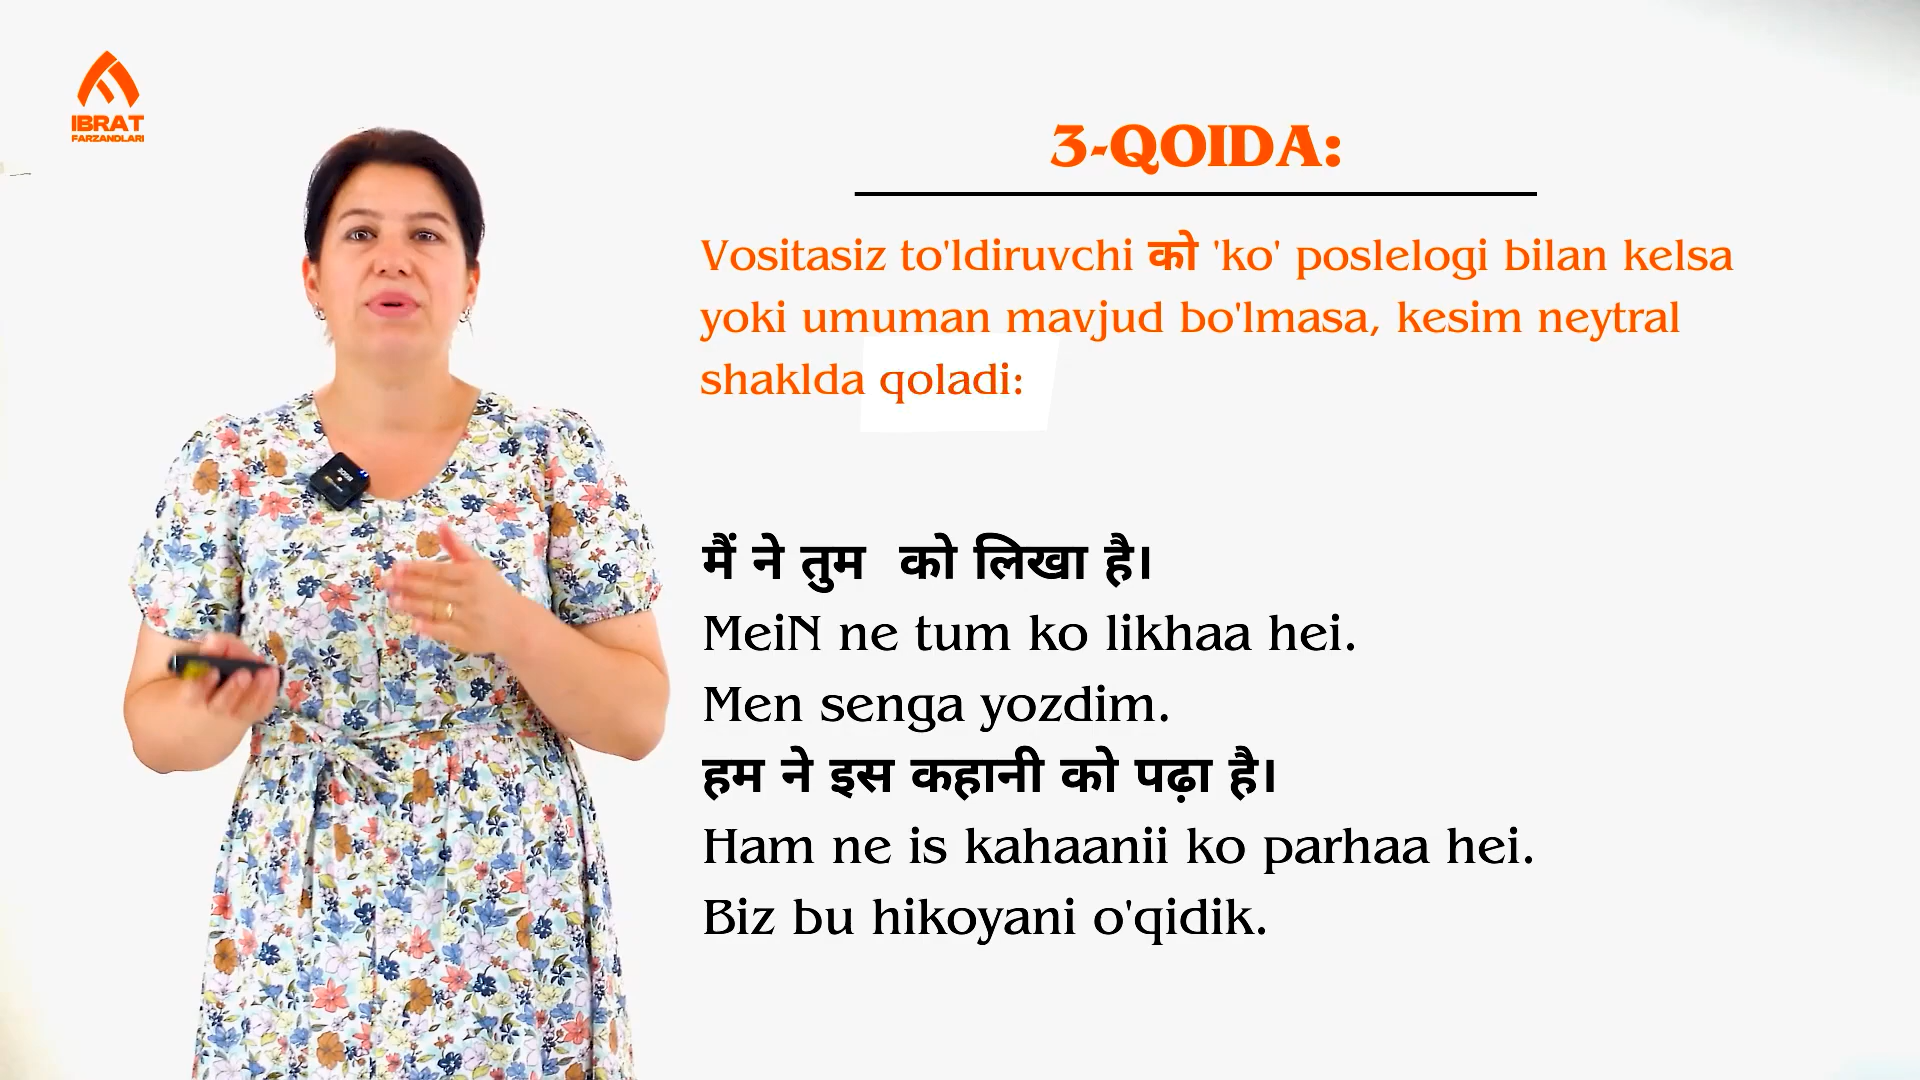 IBRAT
FARZANDLARI
3-QOIDA:
Vositasiz to'ldiruvchi को 'ko' poslelogi bilan kelsa
yoki umuman mavjud bo'lmasa, kesim neytral
shaklda qoladi:
मैं ने तुम को लिखा है।
MeiN ne tum ko likhaa hei.
Men senga yozdim.
हम ने इस कहानी को पढ़ा है।
Ham ne is kahaanii ko parhaa hei.
Biz bu hikoyani o'qidik.